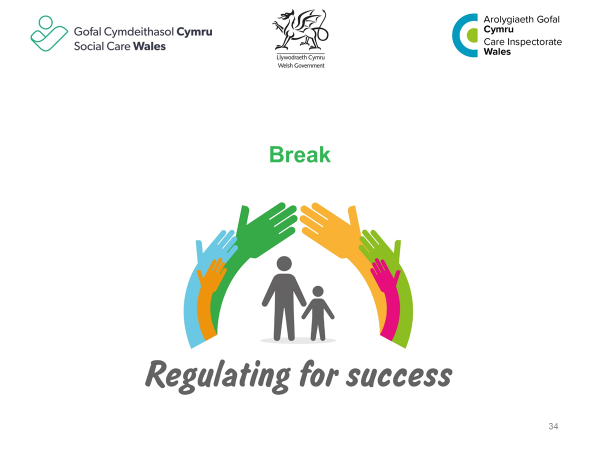 Gofal Cymdeithasol Cymru
Social Care Wales
Llywodraeth Cymru
Welsh Government
Arolygiaeth Gofal
Cymru
Care Inspectorate
Wales
Break
Regulating for success
34